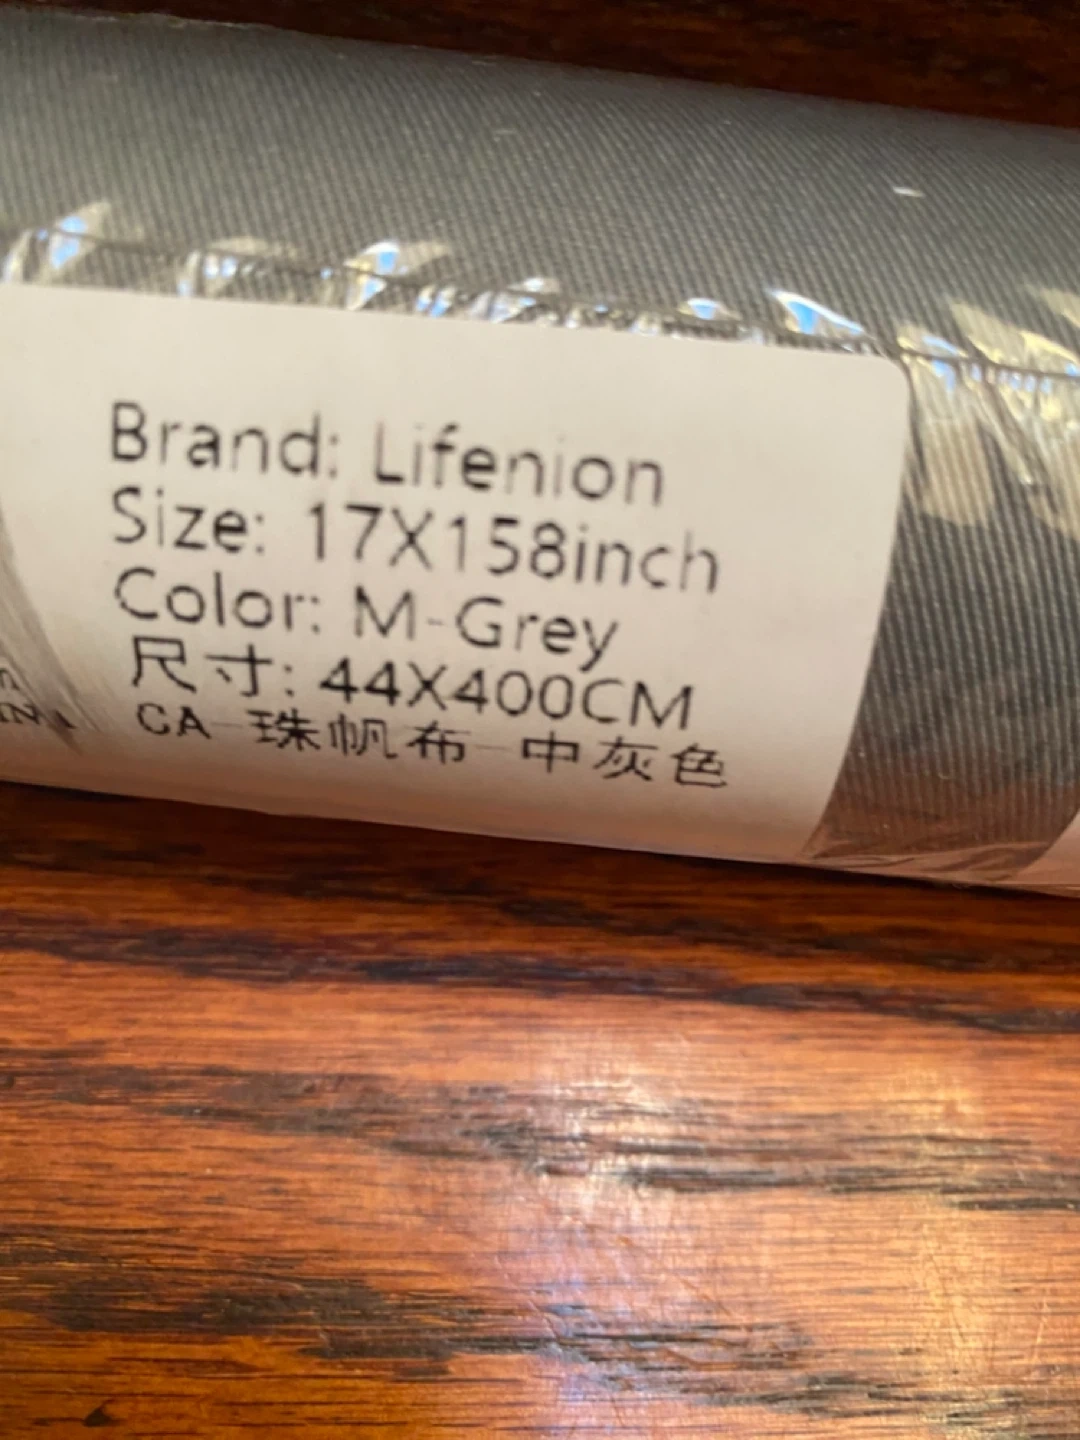 Brand: Lifenion
Size: 17X158inch
Color: M-Grey
尺寸: 44X400CM
CA-珠帆布-中灰色